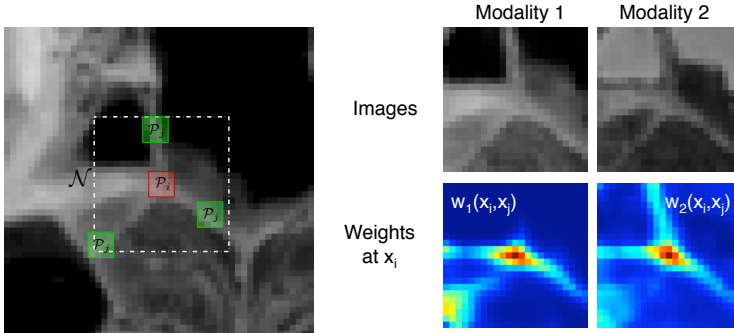 Modality 1 Modality 2
Images
Weights
at xᵢ
w₁(xᵢ,xⱼ) w₂(xᵢ,xⱼ)
𝒫ⱼ
𝒩
𝒫ᵢ
𝒫ⱼ
𝒫ⱼ